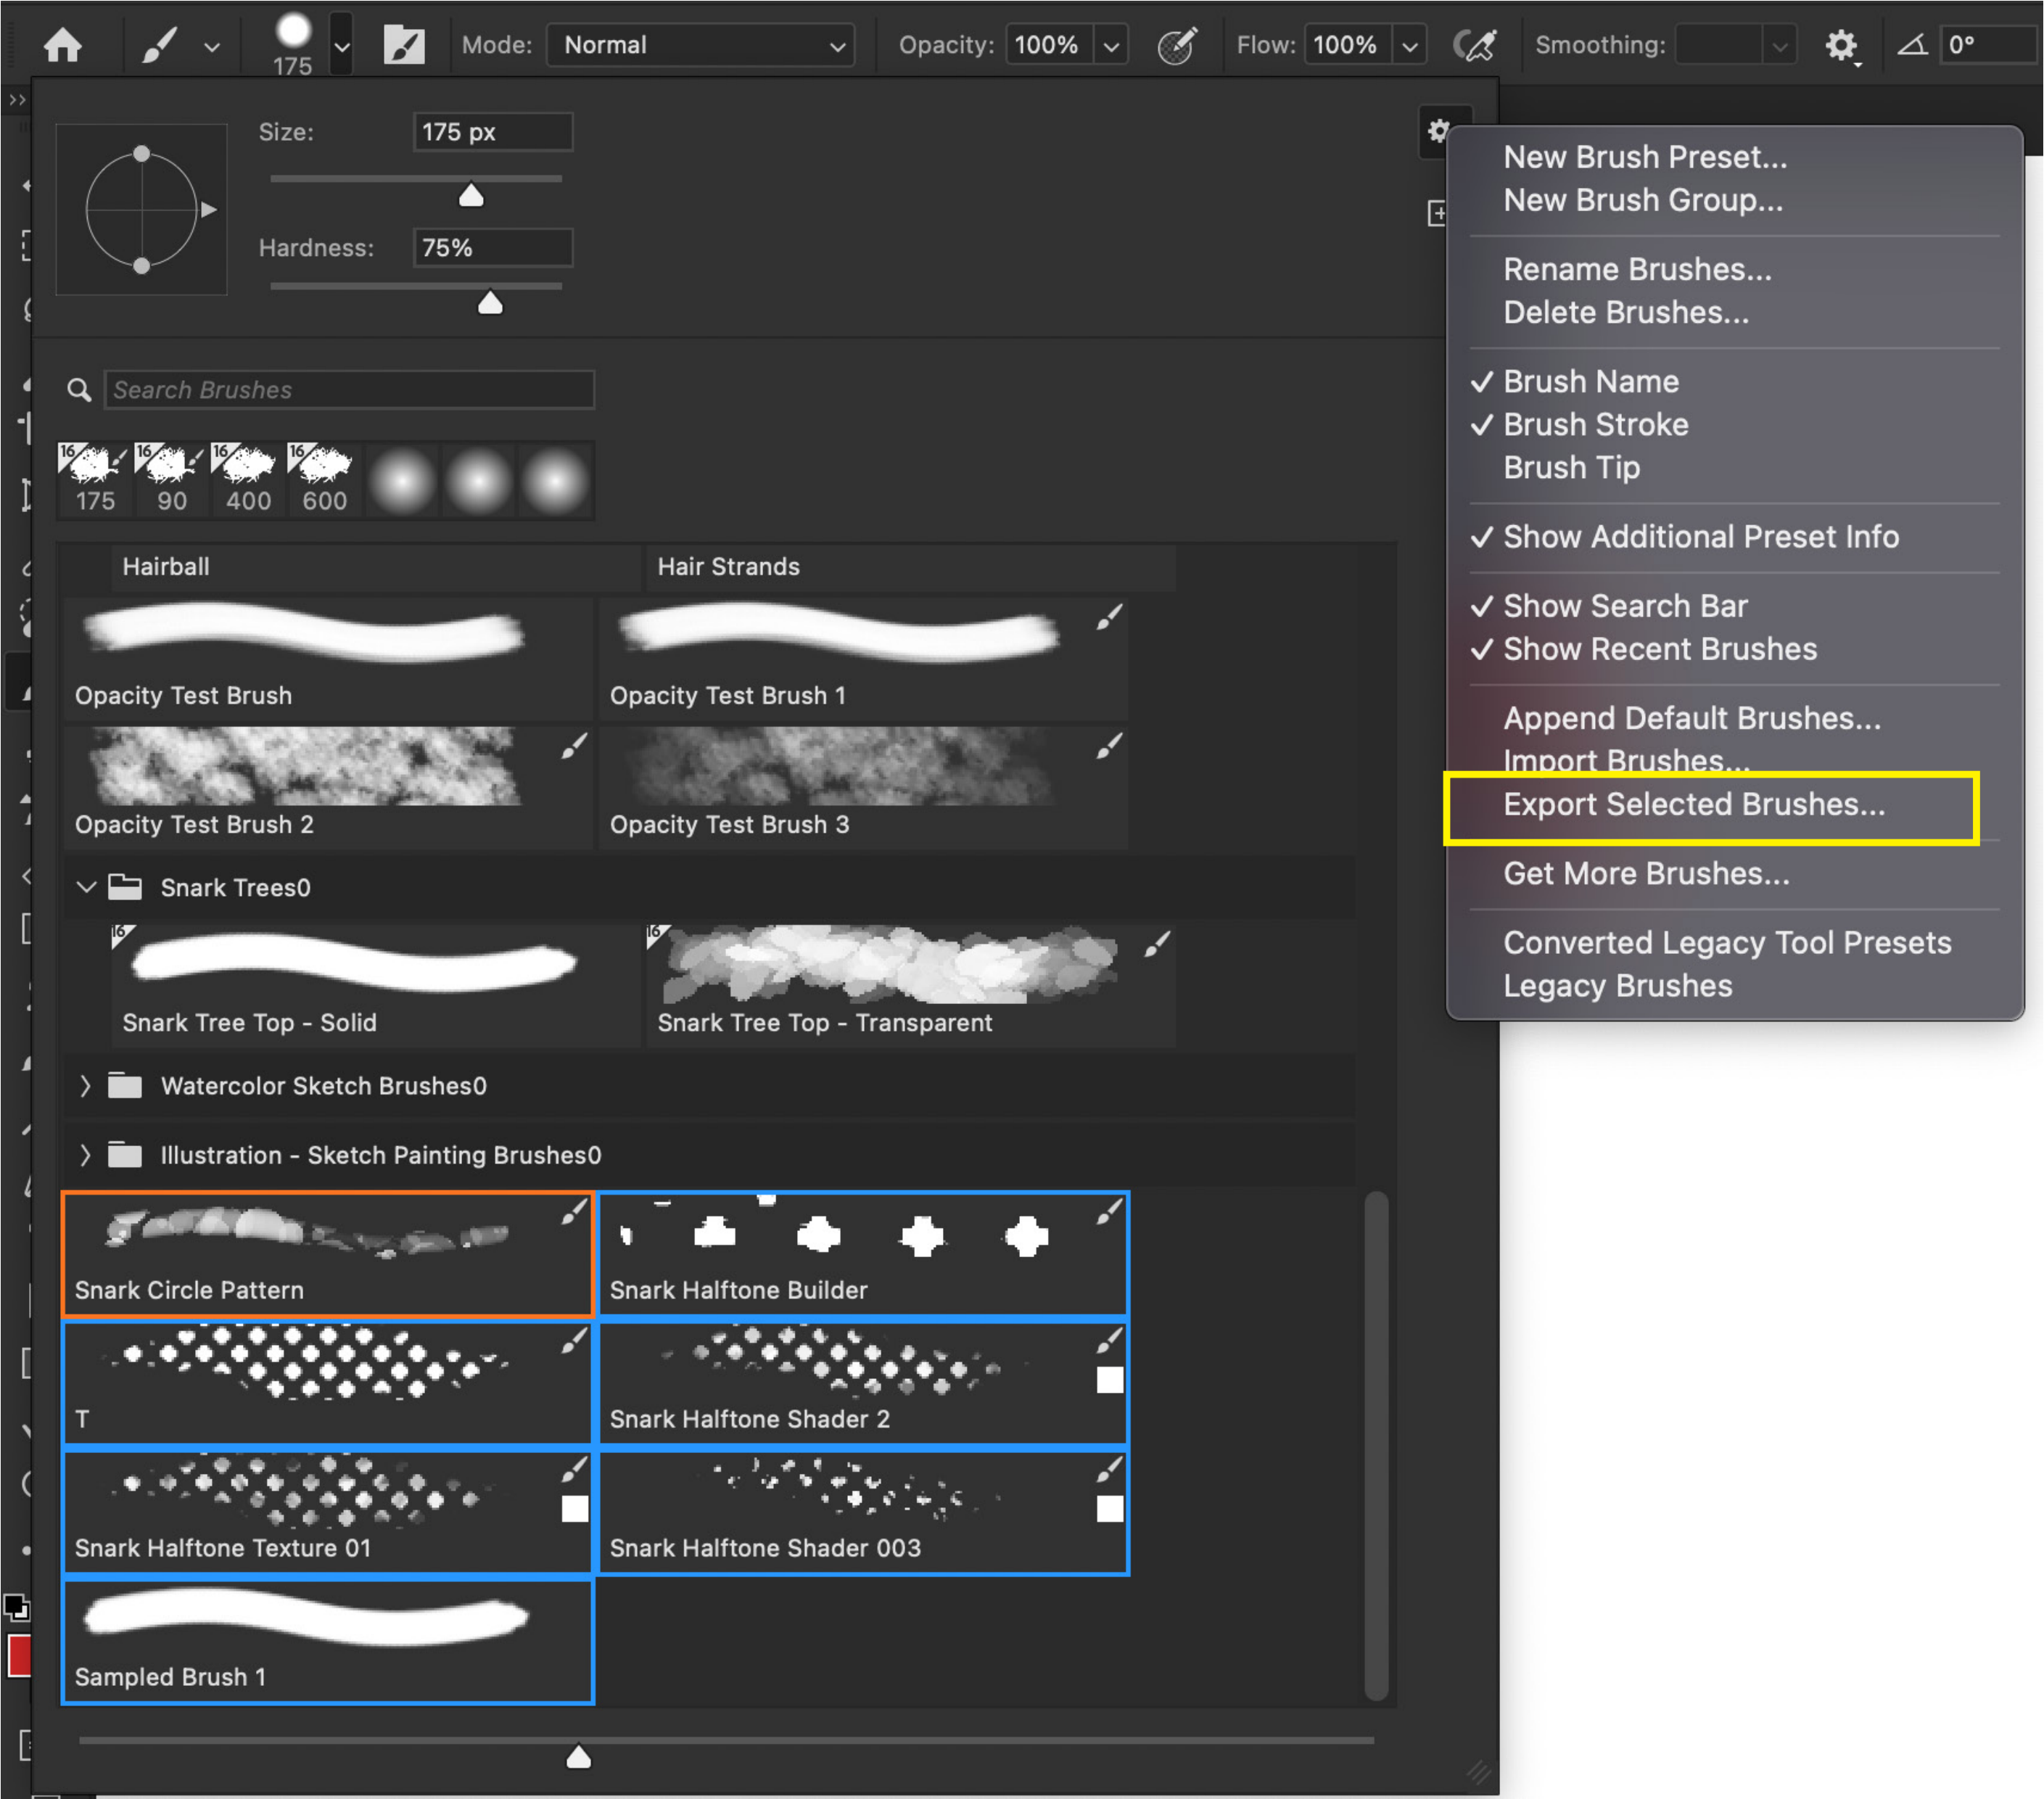 175
Mode: Normal
Opacity: 100%
Flow: 100%
Smoothing:
0°
Size: 175 px
Hardness: 75%
Search Brushes
16 16 16 16
175 90 400 600
Hairball Hair Strands
Opacity Test Brush Opacity Test Brush 1
Opacity Test Brush 2 Opacity Test Brush 3
Snark Trees0
16 16
Snark Tree Top - Solid Snark Tree Top - Transparent
Watercolor Sketch Brushes0
Illustration - Sketch Painting Brushes0
Snark Circle Pattern Snark Halftone Builder
T Snark Halftone Shader 2
Snark Halftone Texture 01 Snark Halftone Shader 003
Sampled Brush 1
New Brush Preset...
New Brush Group...
Rename Brushes...
Delete Brushes...
✓ Brush Name
✓ Brush Stroke
Brush Tip
✓ Show Additional Preset Info
✓ Show Search Bar
✓ Show Recent Brushes
Append Default Brushes...
Import Brushes...
Export Selected Brushes...
Get More Brushes...
Converted Legacy Tool Presets
Legacy Brushes